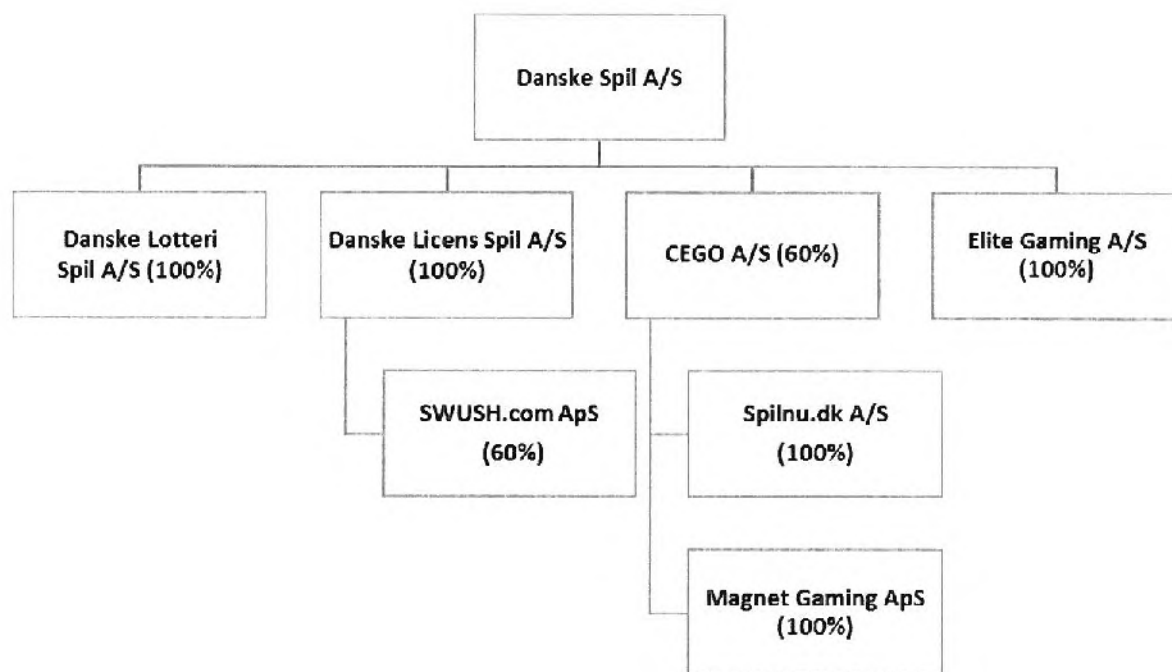 Danske Spil A/S
Danske Lotteri
Spil A/S (100%)
Danske Licens Spil A/S
(100%)
CEGO A/S (60%)
Elite Gaming A/S
(100%)
SWUSH.com ApS
(60%)
Spilnu.dk A/S
(100%)
Magnet Gaming ApS
(100%)